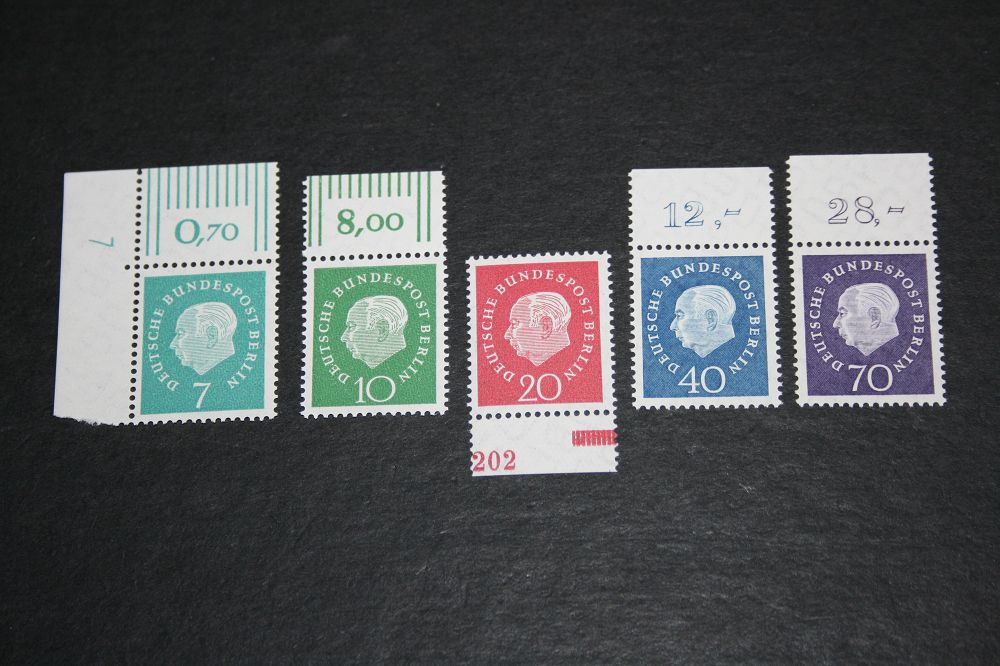 7
0,70
DEUTSCHE BUNDESPOST BERLIN
7
8,00
DEUTSCHE BUNDESPOST BERLIN
10
DEUTSCHE BUNDESPOST BERLIN
20
202
12,-
DEUTSCHE BUNDESPOST BERLIN
40
28,-
DEUTSCHE BUNDESPOST BERLIN
70